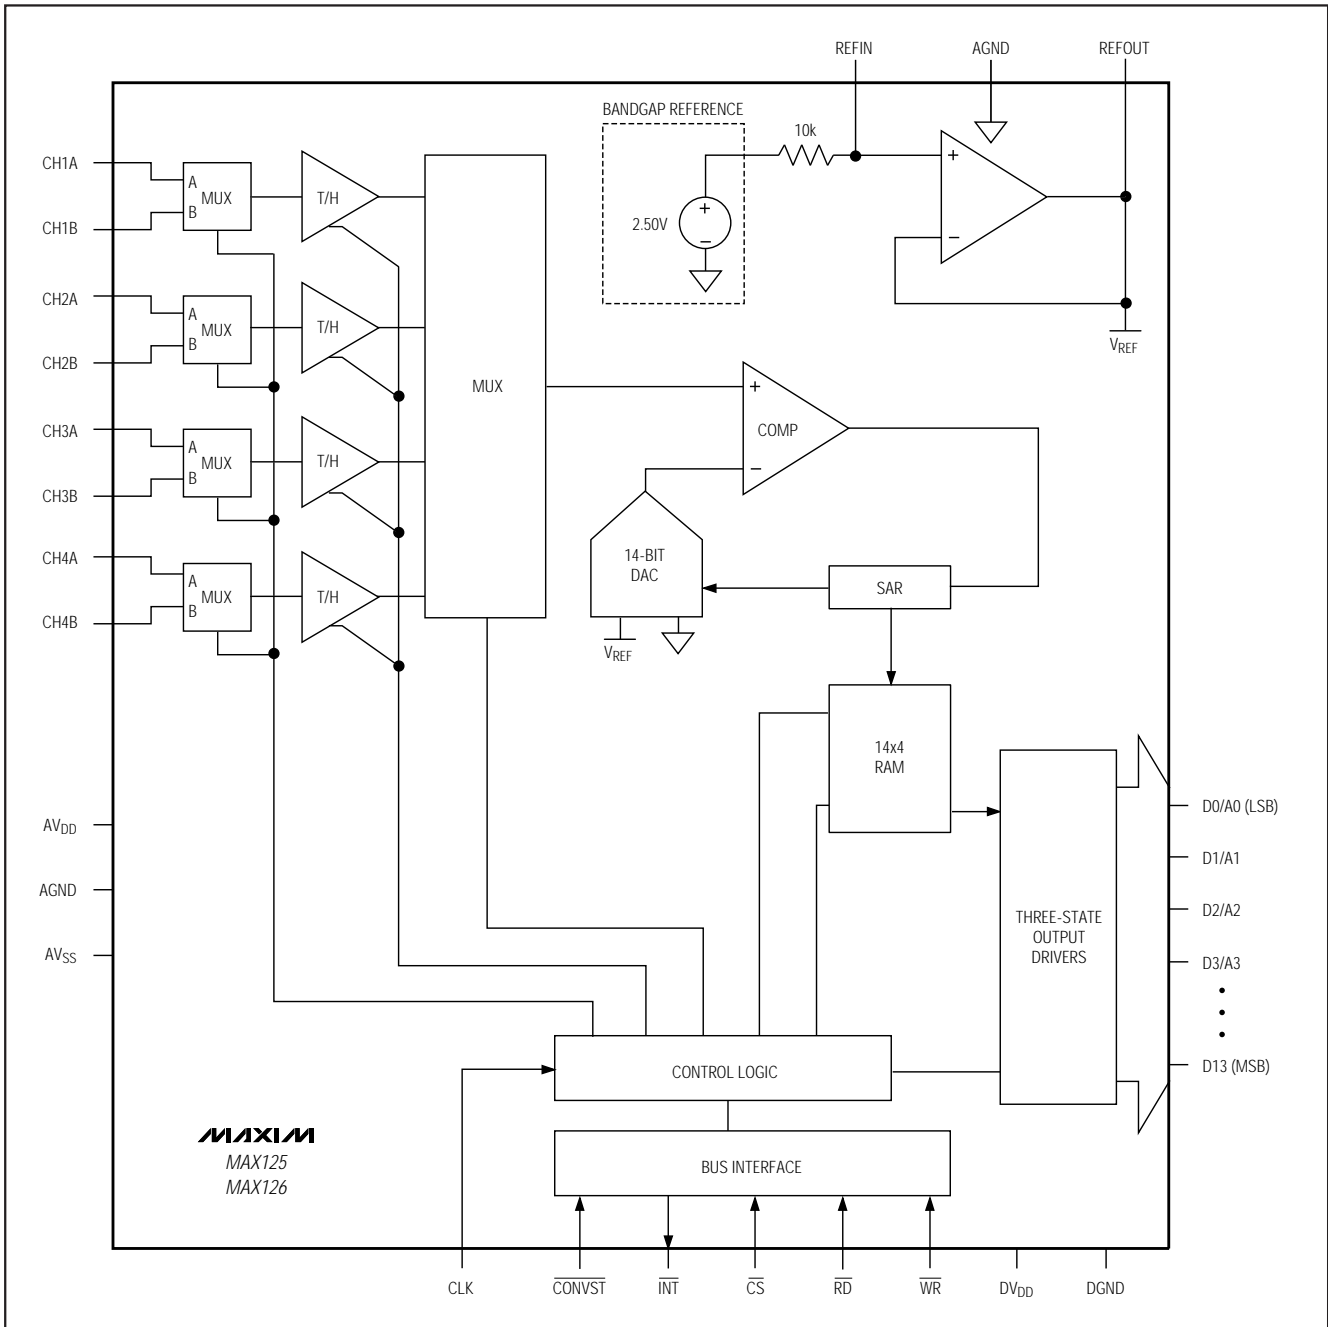 REFIN
AGND
REFOUT
BANDGAP REFERENCE
10k
2.50V
+
−
+
−
VREF
CH1A
CH1B
A
B
MUX
T/H
CH2A
CH2B
A
B
MUX
T/H
CH3A
CH3B
A
B
MUX
T/H
CH4A
CH4B
A
B
MUX
T/H
MUX
+
−
COMP
14-BIT
DAC
VREF
SAR
14x4
RAM
THREE-STATE
OUTPUT
DRIVERS
D0/A0 (LSB)
D1/A1
D2/A2
D3/A3
•
•
•
D13 (MSB)
AVDD
AGND
AVSS
CONTROL LOGIC
BUS INTERFACE
MAXIM
MAX125
MAX126
CLK
CONVST
INT
CS
RD
WR
DVDD
DGND